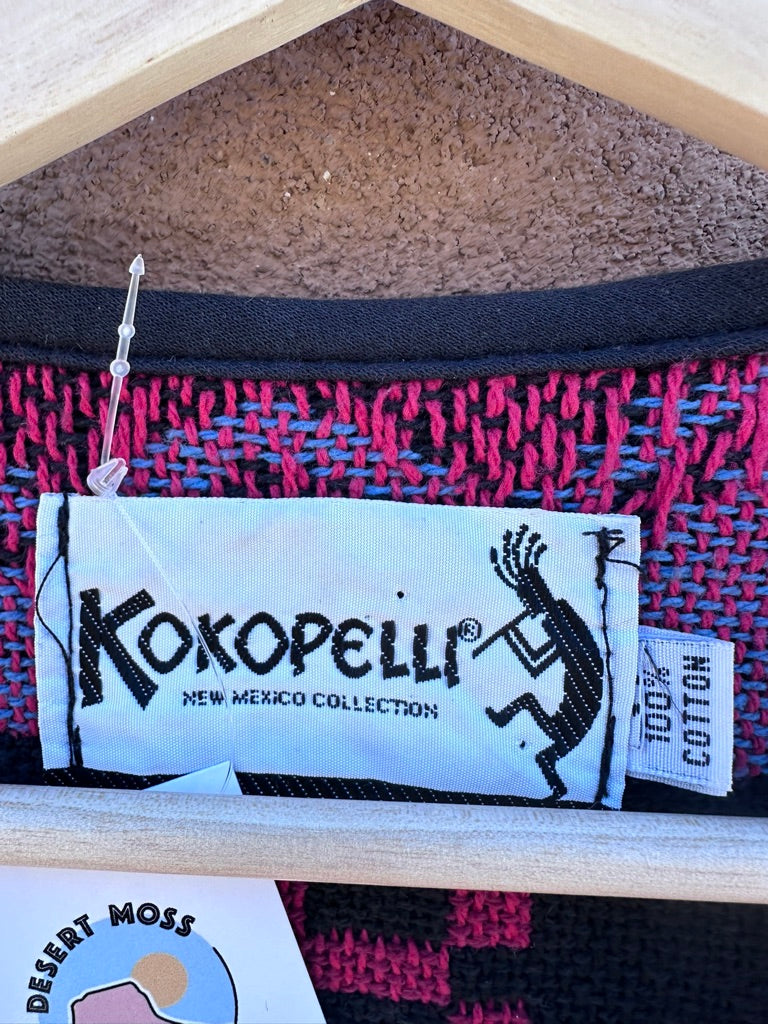 KOKOPELLI®
NEW MEXICO COLLECTION
100%
COTTON
DESERT MOSS